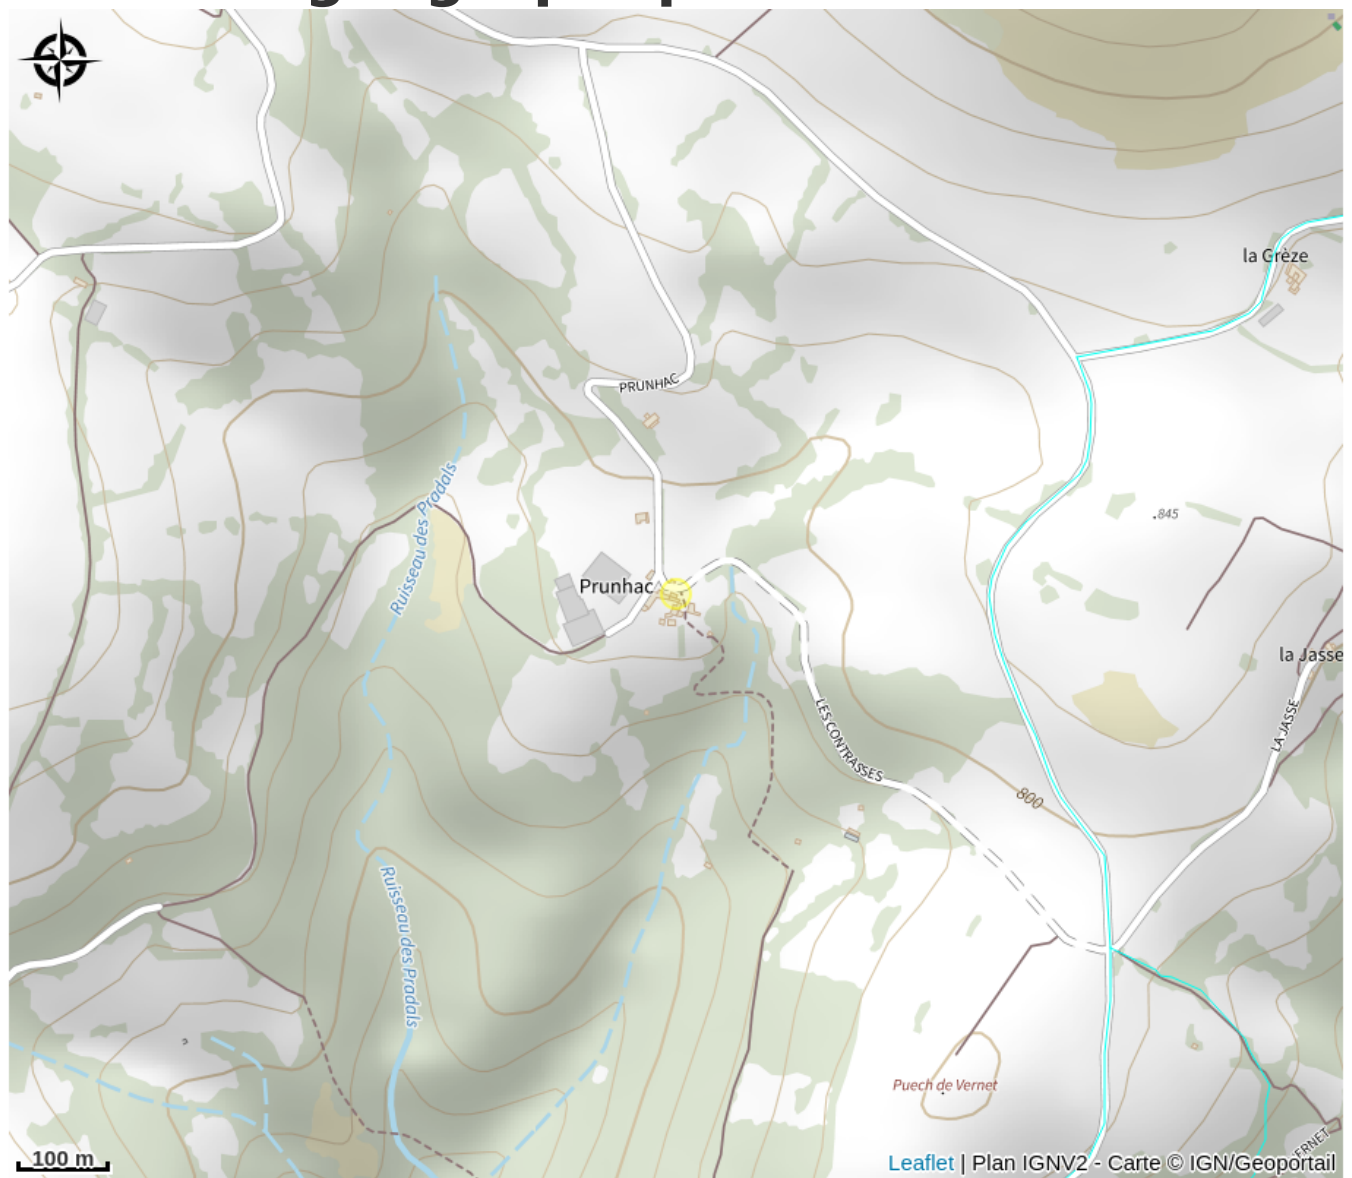 la Grèze
PRUNHAC
Ruisseau des Pradals
845
Prunhac
la Jasse
LES CONTRASSES
LA JASSE
800
Ruisseau des Pradals
Puech de Vernet
ERNET
100 m
Leaflet | Plan IGNV2 - Carte © IGN/Geoportail